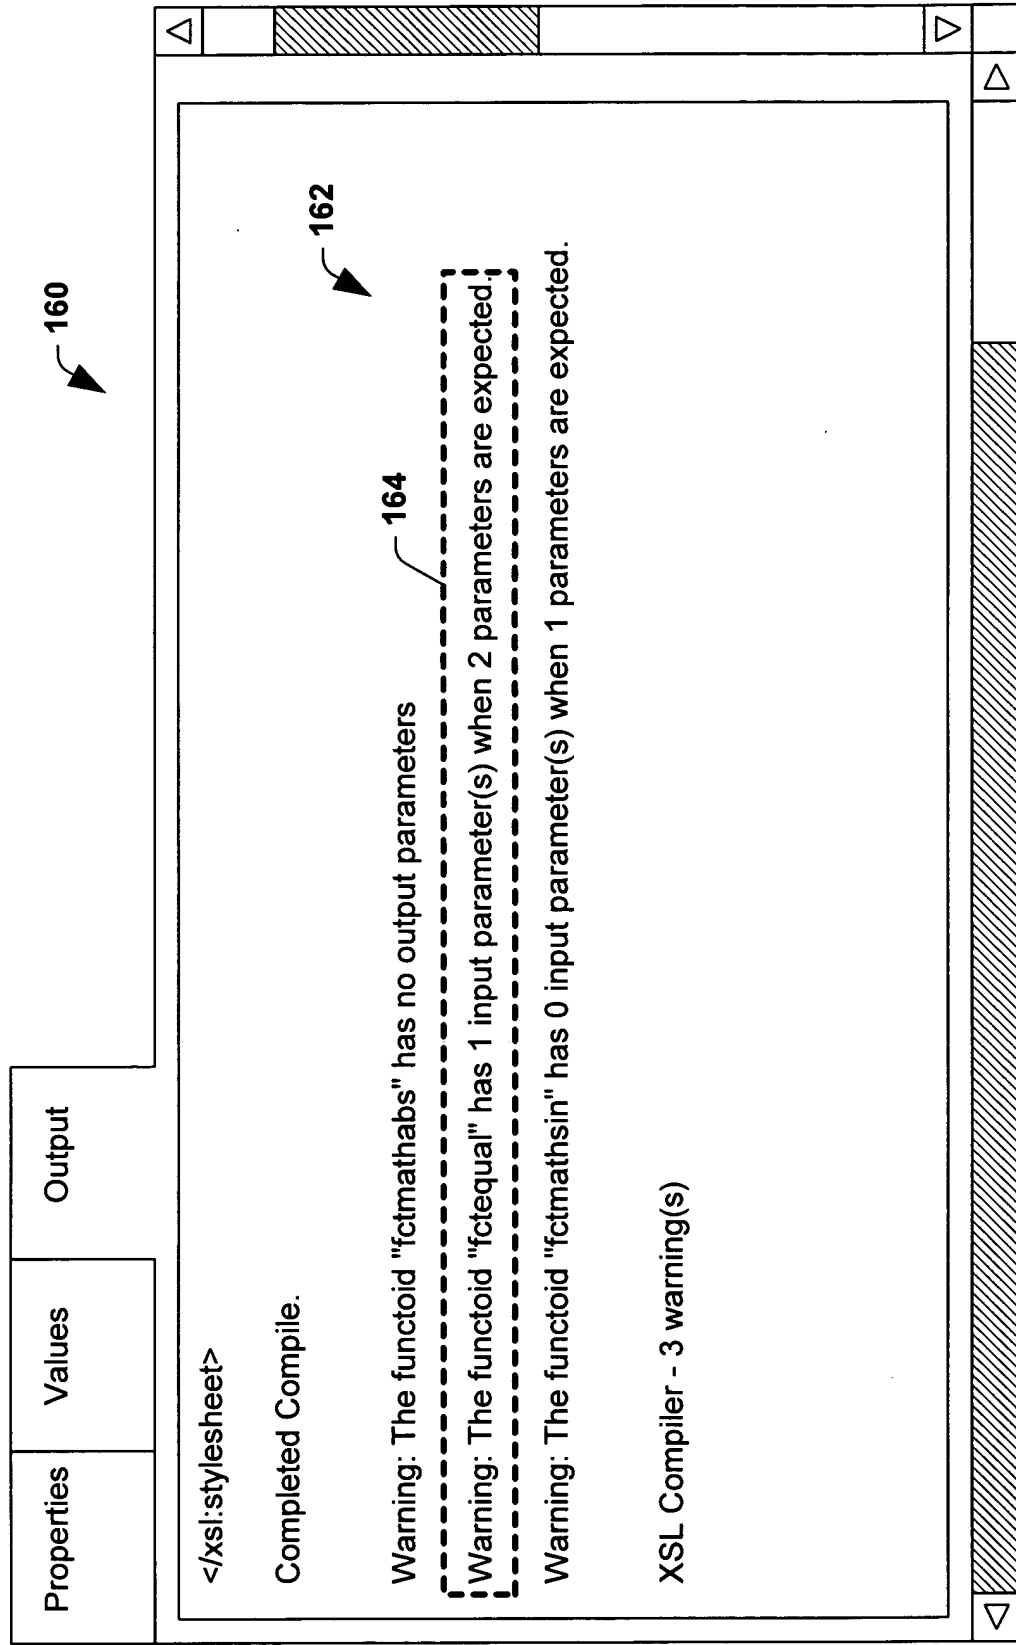 160
Properties Values Output
</xsl:stylesheet>
Completed Compile.
162
164
Warning: The functoid "fctmathabs" has no output parameters
Warning: The functoid "fctequal" has 1 input parameter(s) when 2 parameters are expected.
Warning: The functoid "fctmathsin" has 0 input parameter(s) when 1 parameters are expected.
XSL Compiler - 3 warning(s)